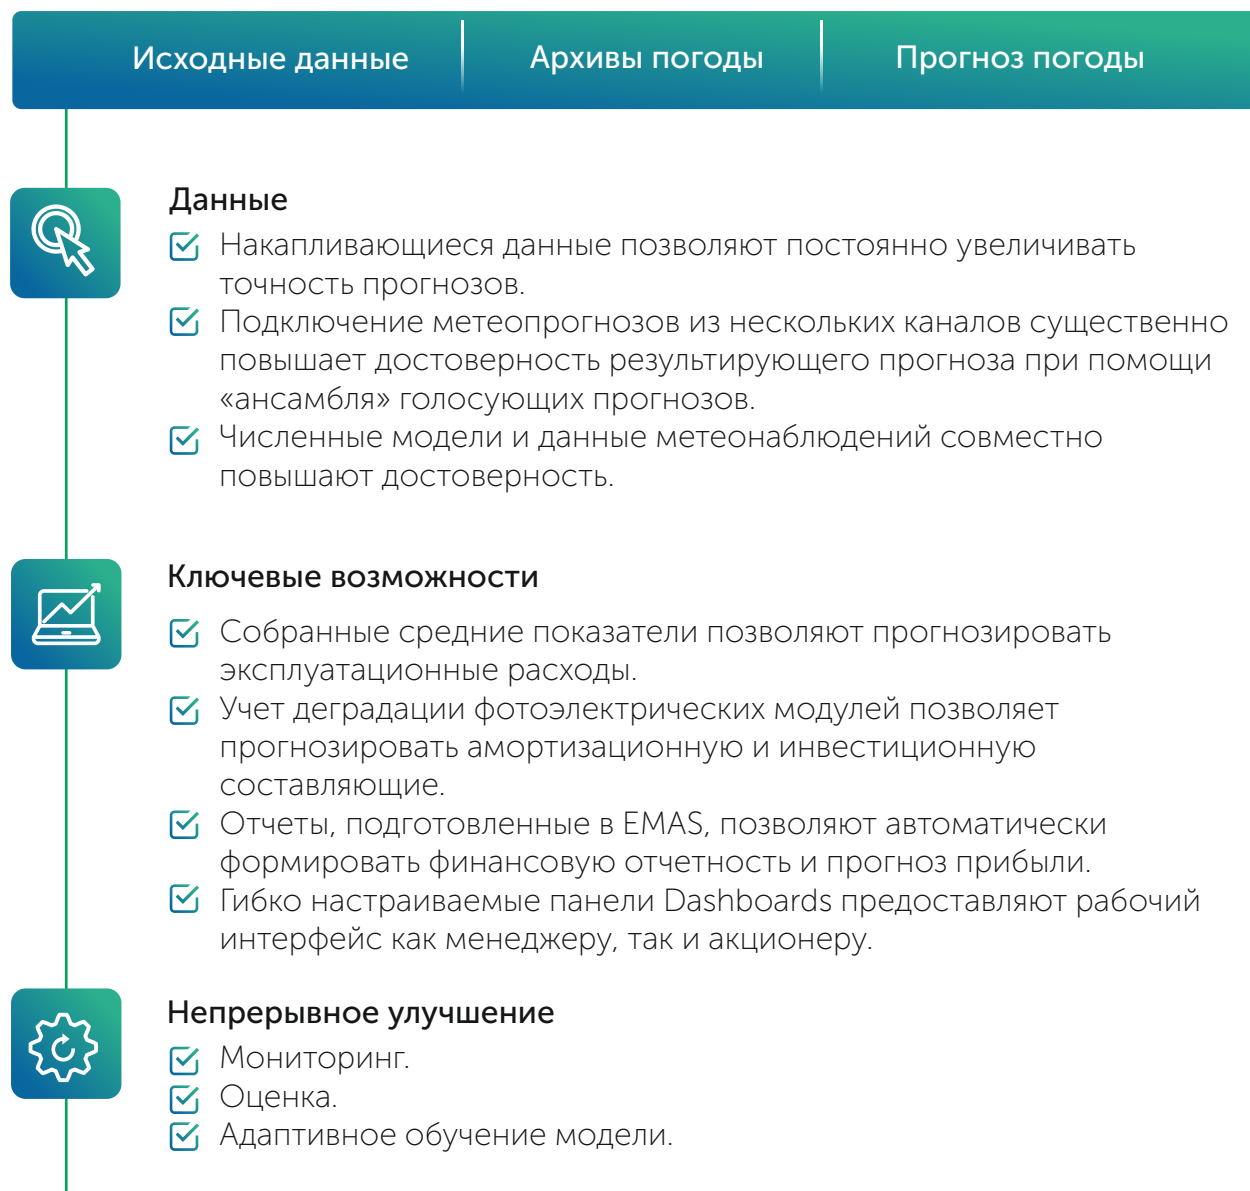 Исходные данные
Архивы погоды
Прогноз погоды
Данные
Накапливающиеся данные позволяют постоянно увеличивать
точность прогнозов.
Подключение метеопрогнозов из нескольких каналов существенно
повышает достоверность результирующего прогноза при помощи
«ансамбля» голосующих прогнозов.
Численные модели и данные метеонаблюдений совместно
повышают достоверность.
Ключевые возможности
Собранные средние показатели позволяют прогнозировать
эксплуатационные расходы.
Учет деградации фотоэлектрических модулей позволяет
прогнозировать амортизационную и инвестиционную
составляющие.
Отчеты, подготовленные в EMAS, позволяют автоматически
формировать финансовую отчетность и прогноз прибыли.
Гибко настраиваемые панели Dashboards предоставляют рабочий
интерфейс как менеджеру, так и акционеру.
Непрерывное улучшение
Мониторинг.
Оценка.
Адаптивное обучение модели.